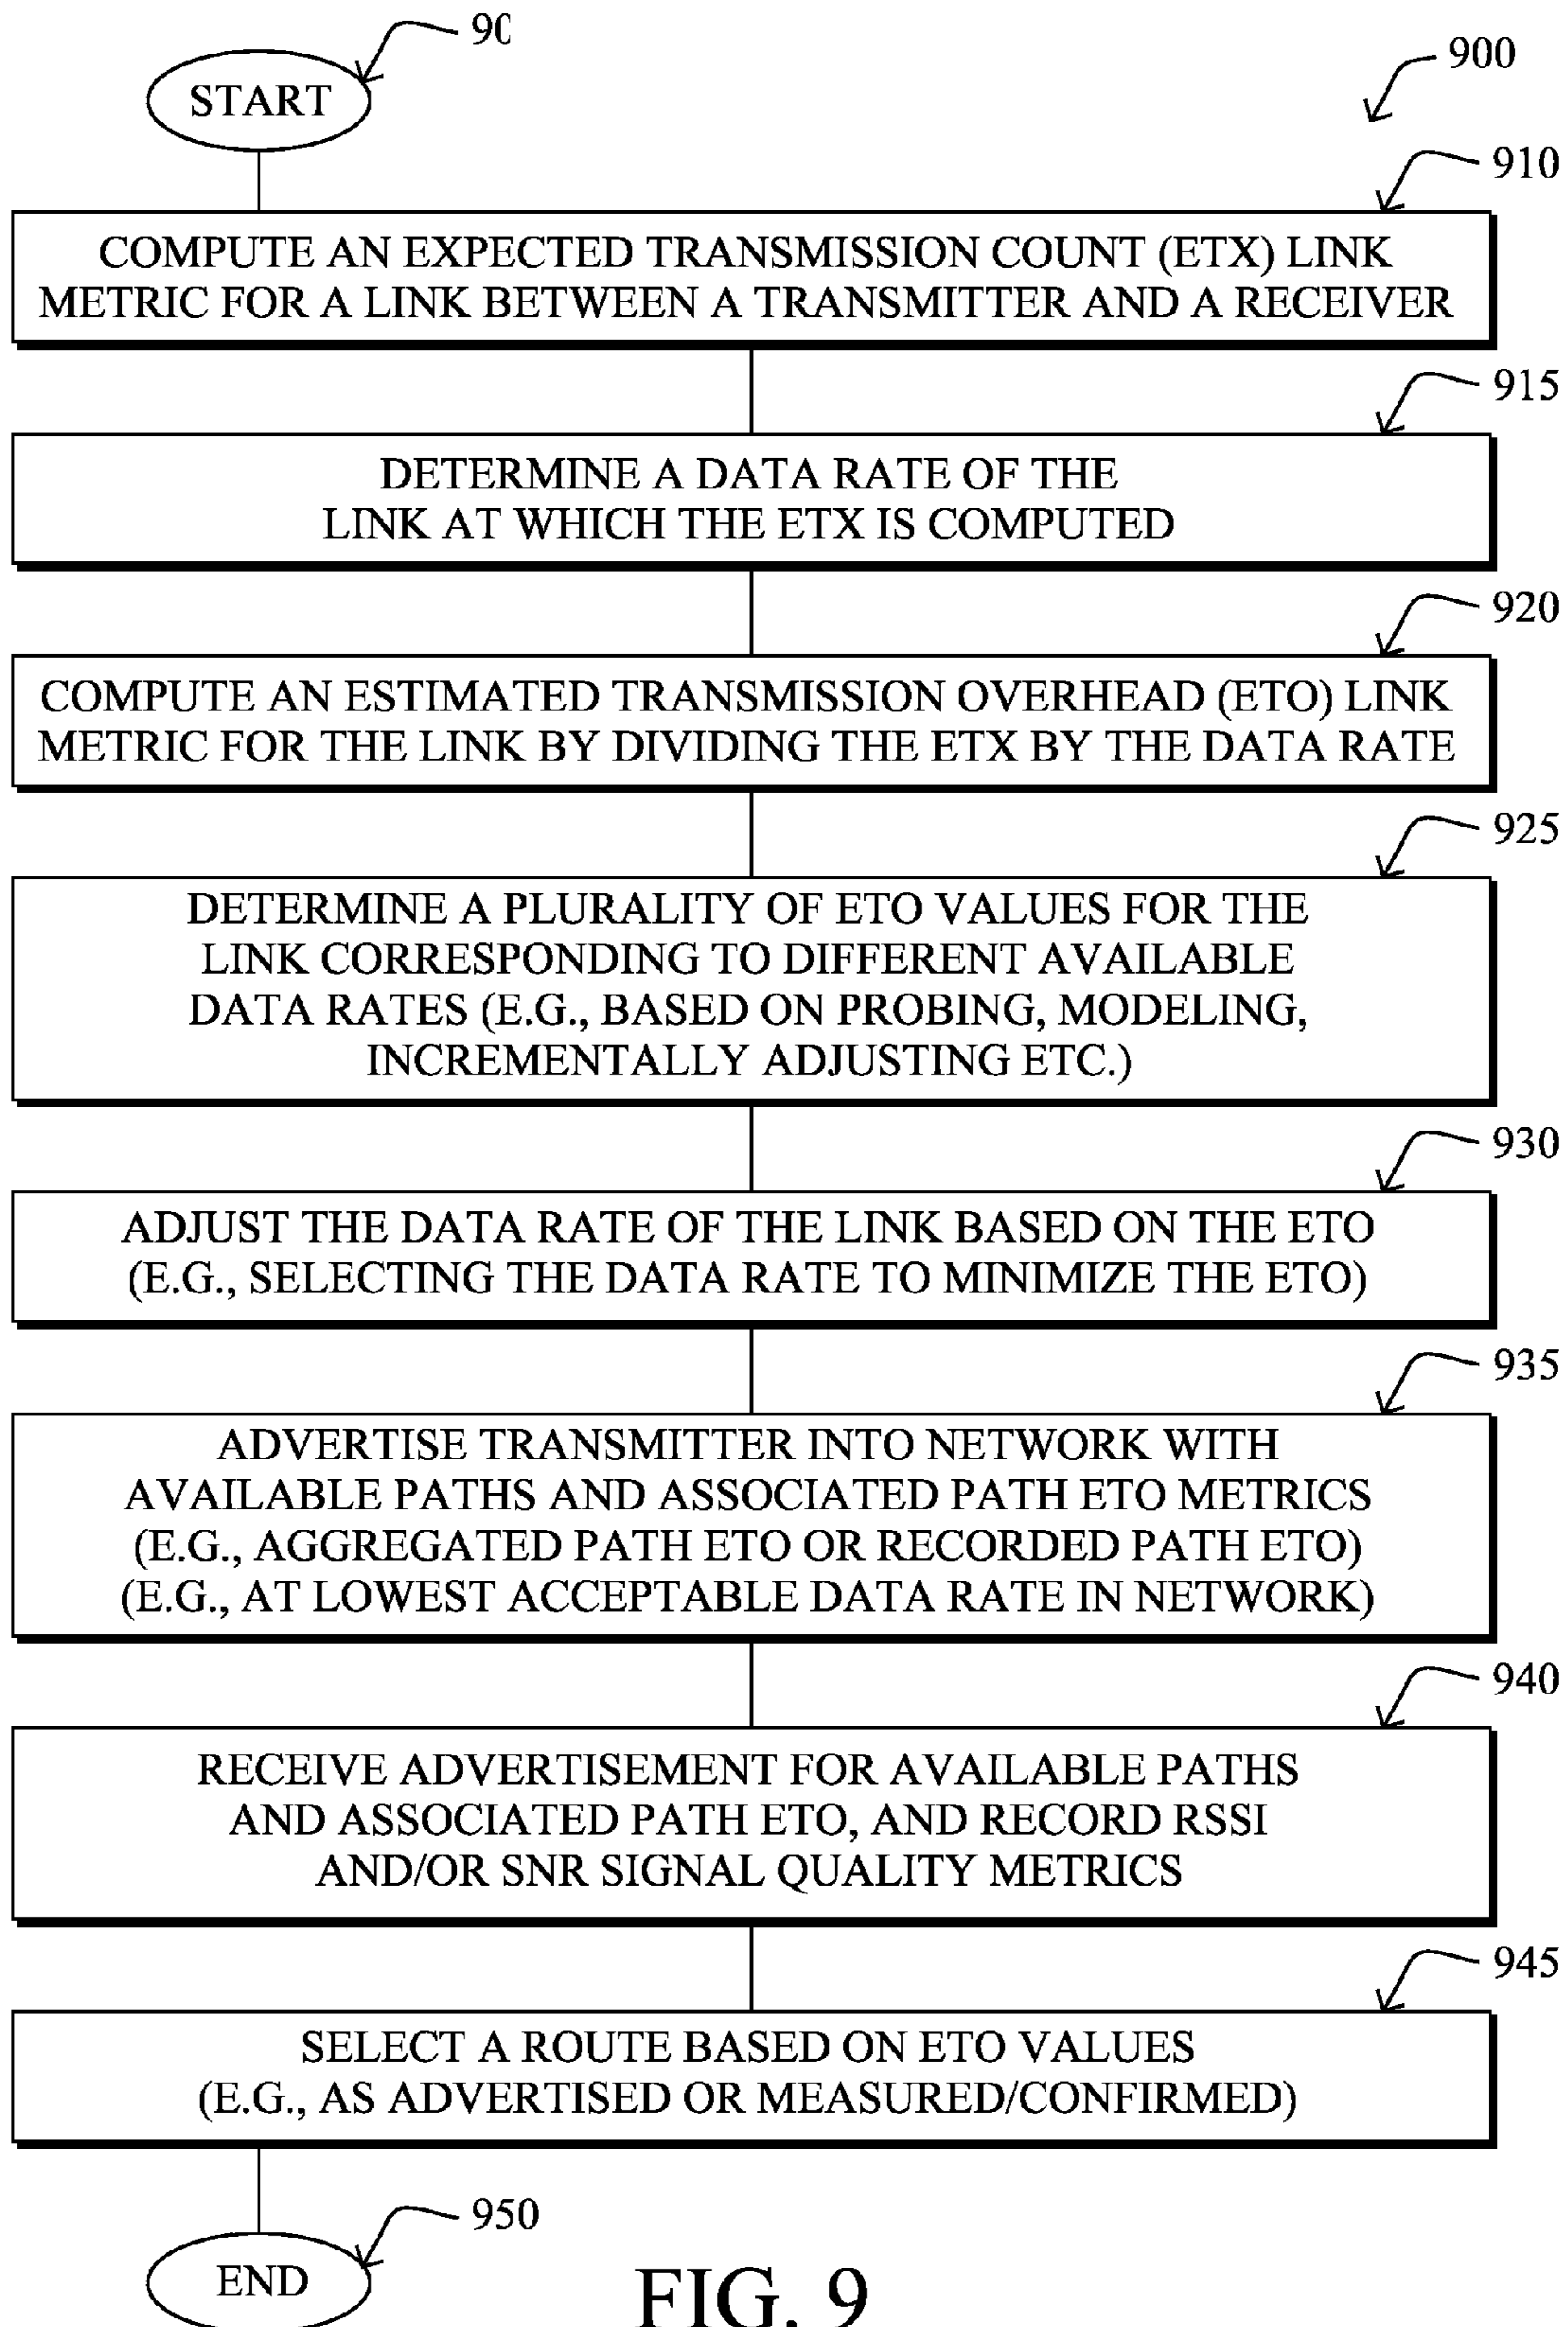 90
START
900
910
COMPUTE AN EXPECTED TRANSMISSION COUNT (ETX) LINK
METRIC FOR A LINK BETWEEN A TRANSMITTER AND A RECEIVER
915
DETERMINE A DATA RATE OF THE
LINK AT WHICH THE ETX IS COMPUTED
920
COMPUTE AN ESTIMATED TRANSMISSION OVERHEAD (ETO) LINK
METRIC FOR THE LINK BY DIVIDING THE ETX BY THE DATA RATE
925
DETERMINE A PLURALITY OF ETO VALUES FOR THE
LINK CORRESPONDING TO DIFFERENT AVAILABLE
DATA RATES (E.G., BASED ON PROBING, MODELING,
INCREMENTALLY ADJUSTING ETC.)
930
ADJUST THE DATA RATE OF THE LINK BASED ON THE ETO
(E.G., SELECTING THE DATA RATE TO MINIMIZE THE ETO)
935
ADVERTISE TRANSMITTER INTO NETWORK WITH
AVAILABLE PATHS AND ASSOCIATED PATH ETO METRICS
(E.G., AGGREGATED PATH ETO OR RECORDED PATH ETO)
(E.G., AT LOWEST ACCEPTABLE DATA RATE IN NETWORK)
940
RECEIVE ADVERTISEMENT FOR AVAILABLE PATHS
AND ASSOCIATED PATH ETO, AND RECORD RSSI
AND/OR SNR SIGNAL QUALITY METRICS
945
SELECT A ROUTE BASED ON ETO VALUES
(E.G., AS ADVERTISED OR MEASURED/CONFIRMED)
950
END
FIG. 9